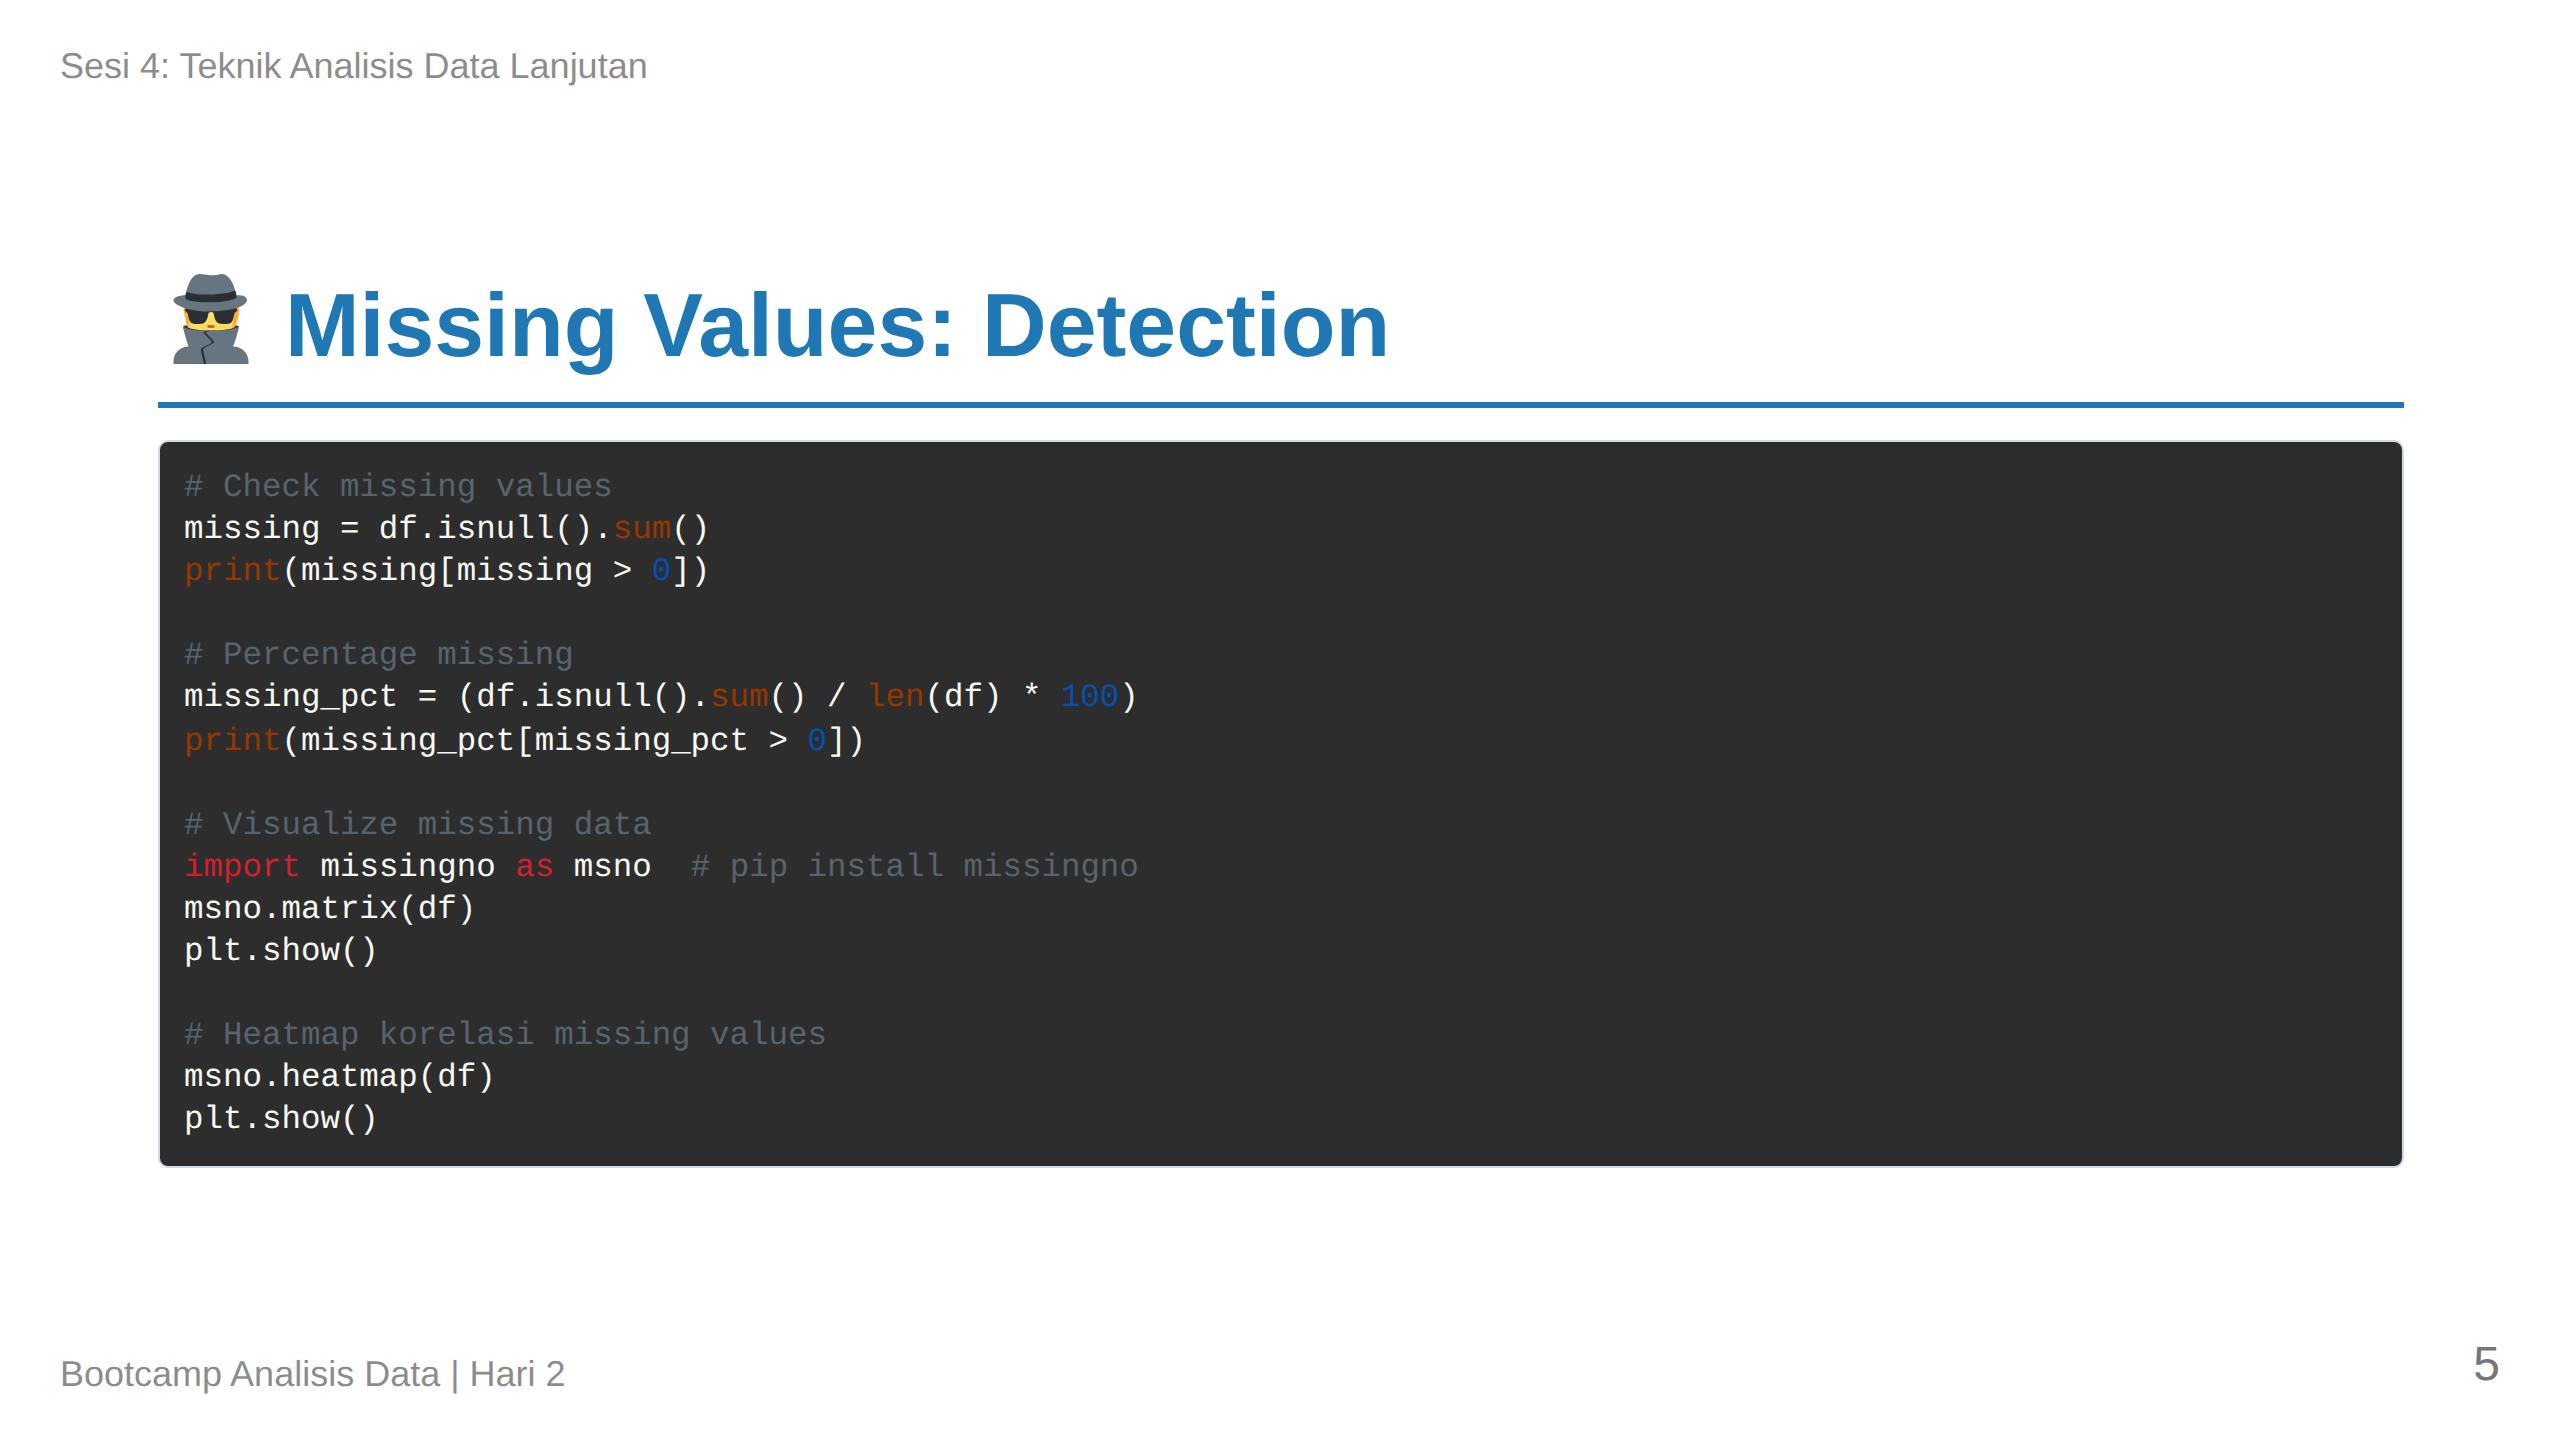 Sesi 4: Teknik Analisis Data Lanjutan
Missing Values: Detection
# Check missing values
missing = df.isnull().sum()
print(missing[missing > 0])
# Percentage missing
missing_pct = (df.isnull().sum() / len(df) * 100)
print(missing_pct[missing_pct > 0])
# Visualize missing data
import missingno as msno  # pip install missingno
msno.matrix(df)
plt.show()
# Heatmap korelasi missing values
msno.heatmap(df)
plt.show()
Bootcamp Analisis Data | Hari 2
5